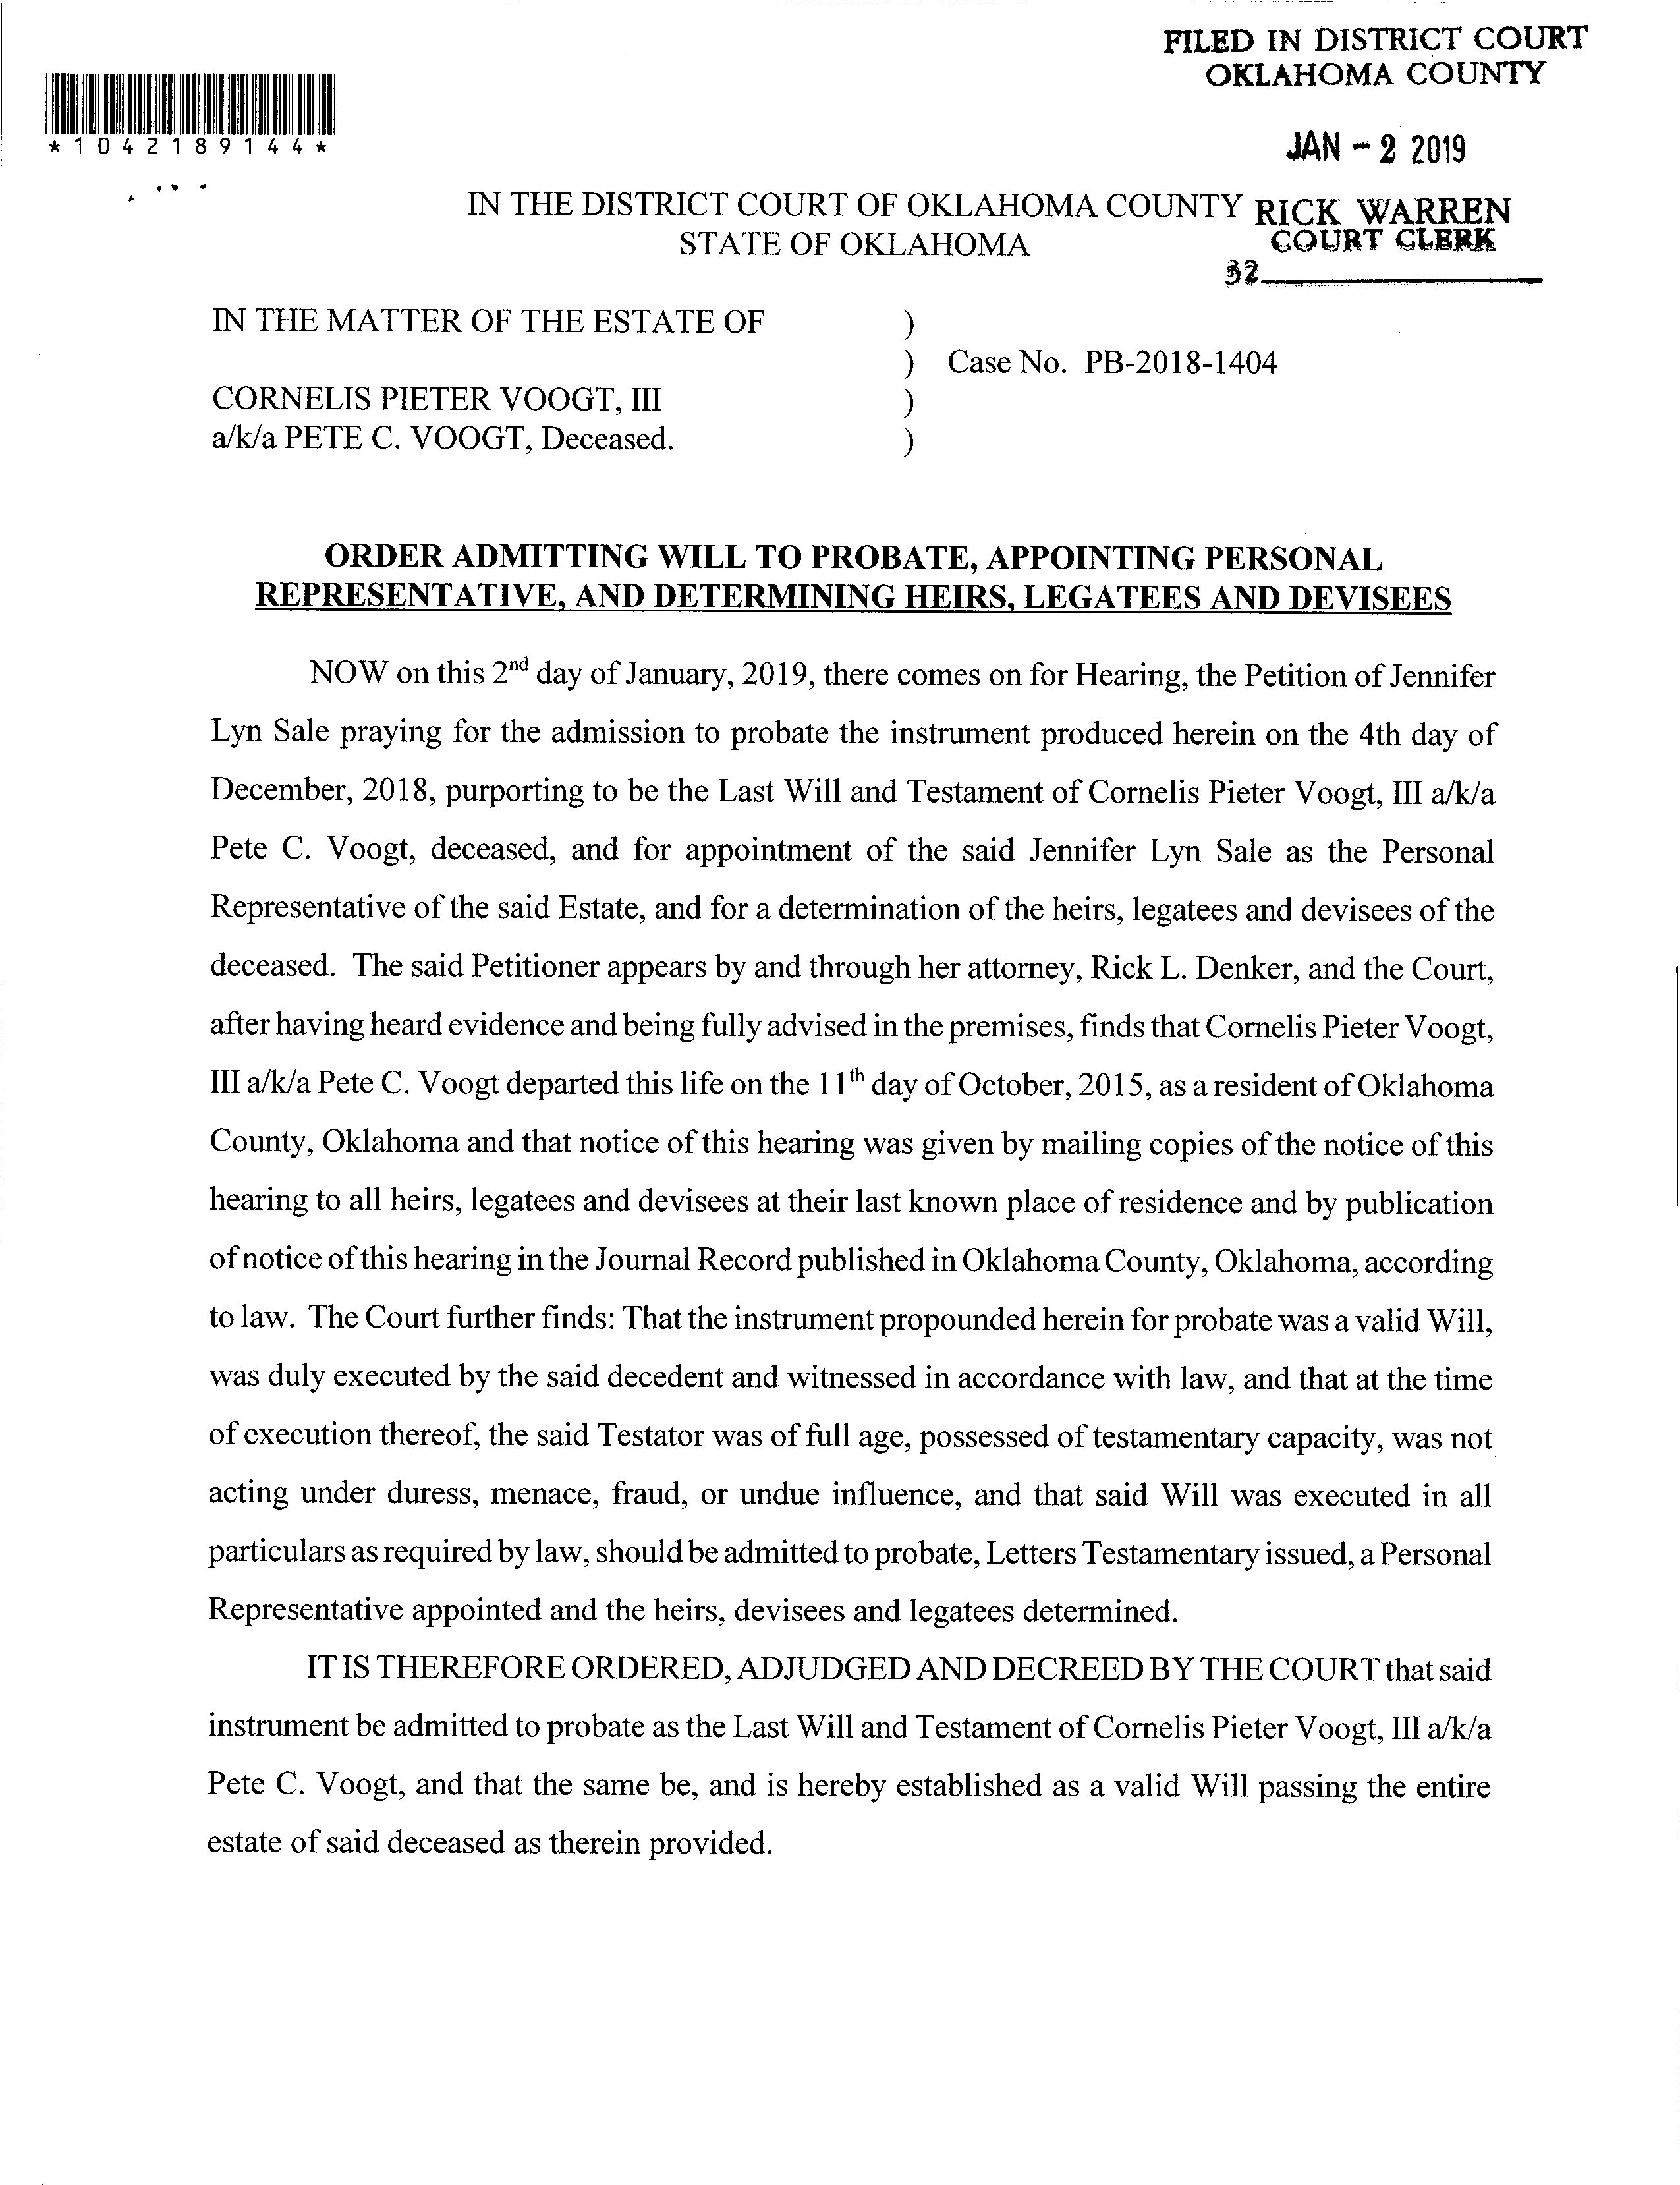 FILED IN DISTRICT COURT
OKLAHOMA COUNTY
*1042189144*
JAN - 2 2019
IN THE DISTRICT COURT OF OKLAHOMA COUNTY
STATE OF OKLAHOMA
RICK WARREN
COURT CLERK
32
IN THE MATTER OF THE ESTATE OF )
) Case No. PB-2018-1404
CORNELIS PIETER VOOGT, III )
a/k/a PETE C. VOOGT, Deceased. )
ORDER ADMITTING WILL TO PROBATE, APPOINTING PERSONAL
REPRESENTATIVE, AND DETERMINING HEIRS, LEGATEES AND DEVISEES
NOW on this 2nd day of January, 2019, there comes on for Hearing, the Petition of Jennifer
Lyn Sale praying for the admission to probate the instrument produced herein on the 4th day of
December, 2018, purporting to be the Last Will and Testament of Cornelis Pieter Voogt, III a/k/a
Pete C. Voogt, deceased, and for appointment of the said Jennifer Lyn Sale as the Personal
Representative of the said Estate, and for a determination of the heirs, legatees and devisees of the
deceased. The said Petitioner appears by and through her attorney, Rick L. Denker, and the Court,
after having heard evidence and being fully advised in the premises, finds that Cornelis Pieter Voogt,
III a/k/a Pete C. Voogt departed this life on the 11th day of October, 2015, as a resident of Oklahoma
County, Oklahoma and that notice of this hearing was given by mailing copies of the notice of this
hearing to all heirs, legatees and devisees at their last known place of residence and by publication
of notice of this hearing in the Journal Record published in Oklahoma County, Oklahoma, according
to law. The Court further finds: That the instrument propounded herein for probate was a valid Will,
was duly executed by the said decedent and witnessed in accordance with law, and that at the time
of execution thereof, the said Testator was of full age, possessed of testamentary capacity, was not
acting under duress, menace, fraud, or undue influence, and that said Will was executed in all
particulars as required by law, should be admitted to probate, Letters Testamentary issued, a Personal
Representative appointed and the heirs, devisees and legatees determined.
IT IS THEREFORE ORDERED, ADJUDGED AND DECREED BY THE COURT that said
instrument be admitted to probate as the Last Will and Testament of Cornelis Pieter Voogt, III a/k/a
Pete C. Voogt, and that the same be, and is hereby established as a valid Will passing the entire
estate of said deceased as therein provided.